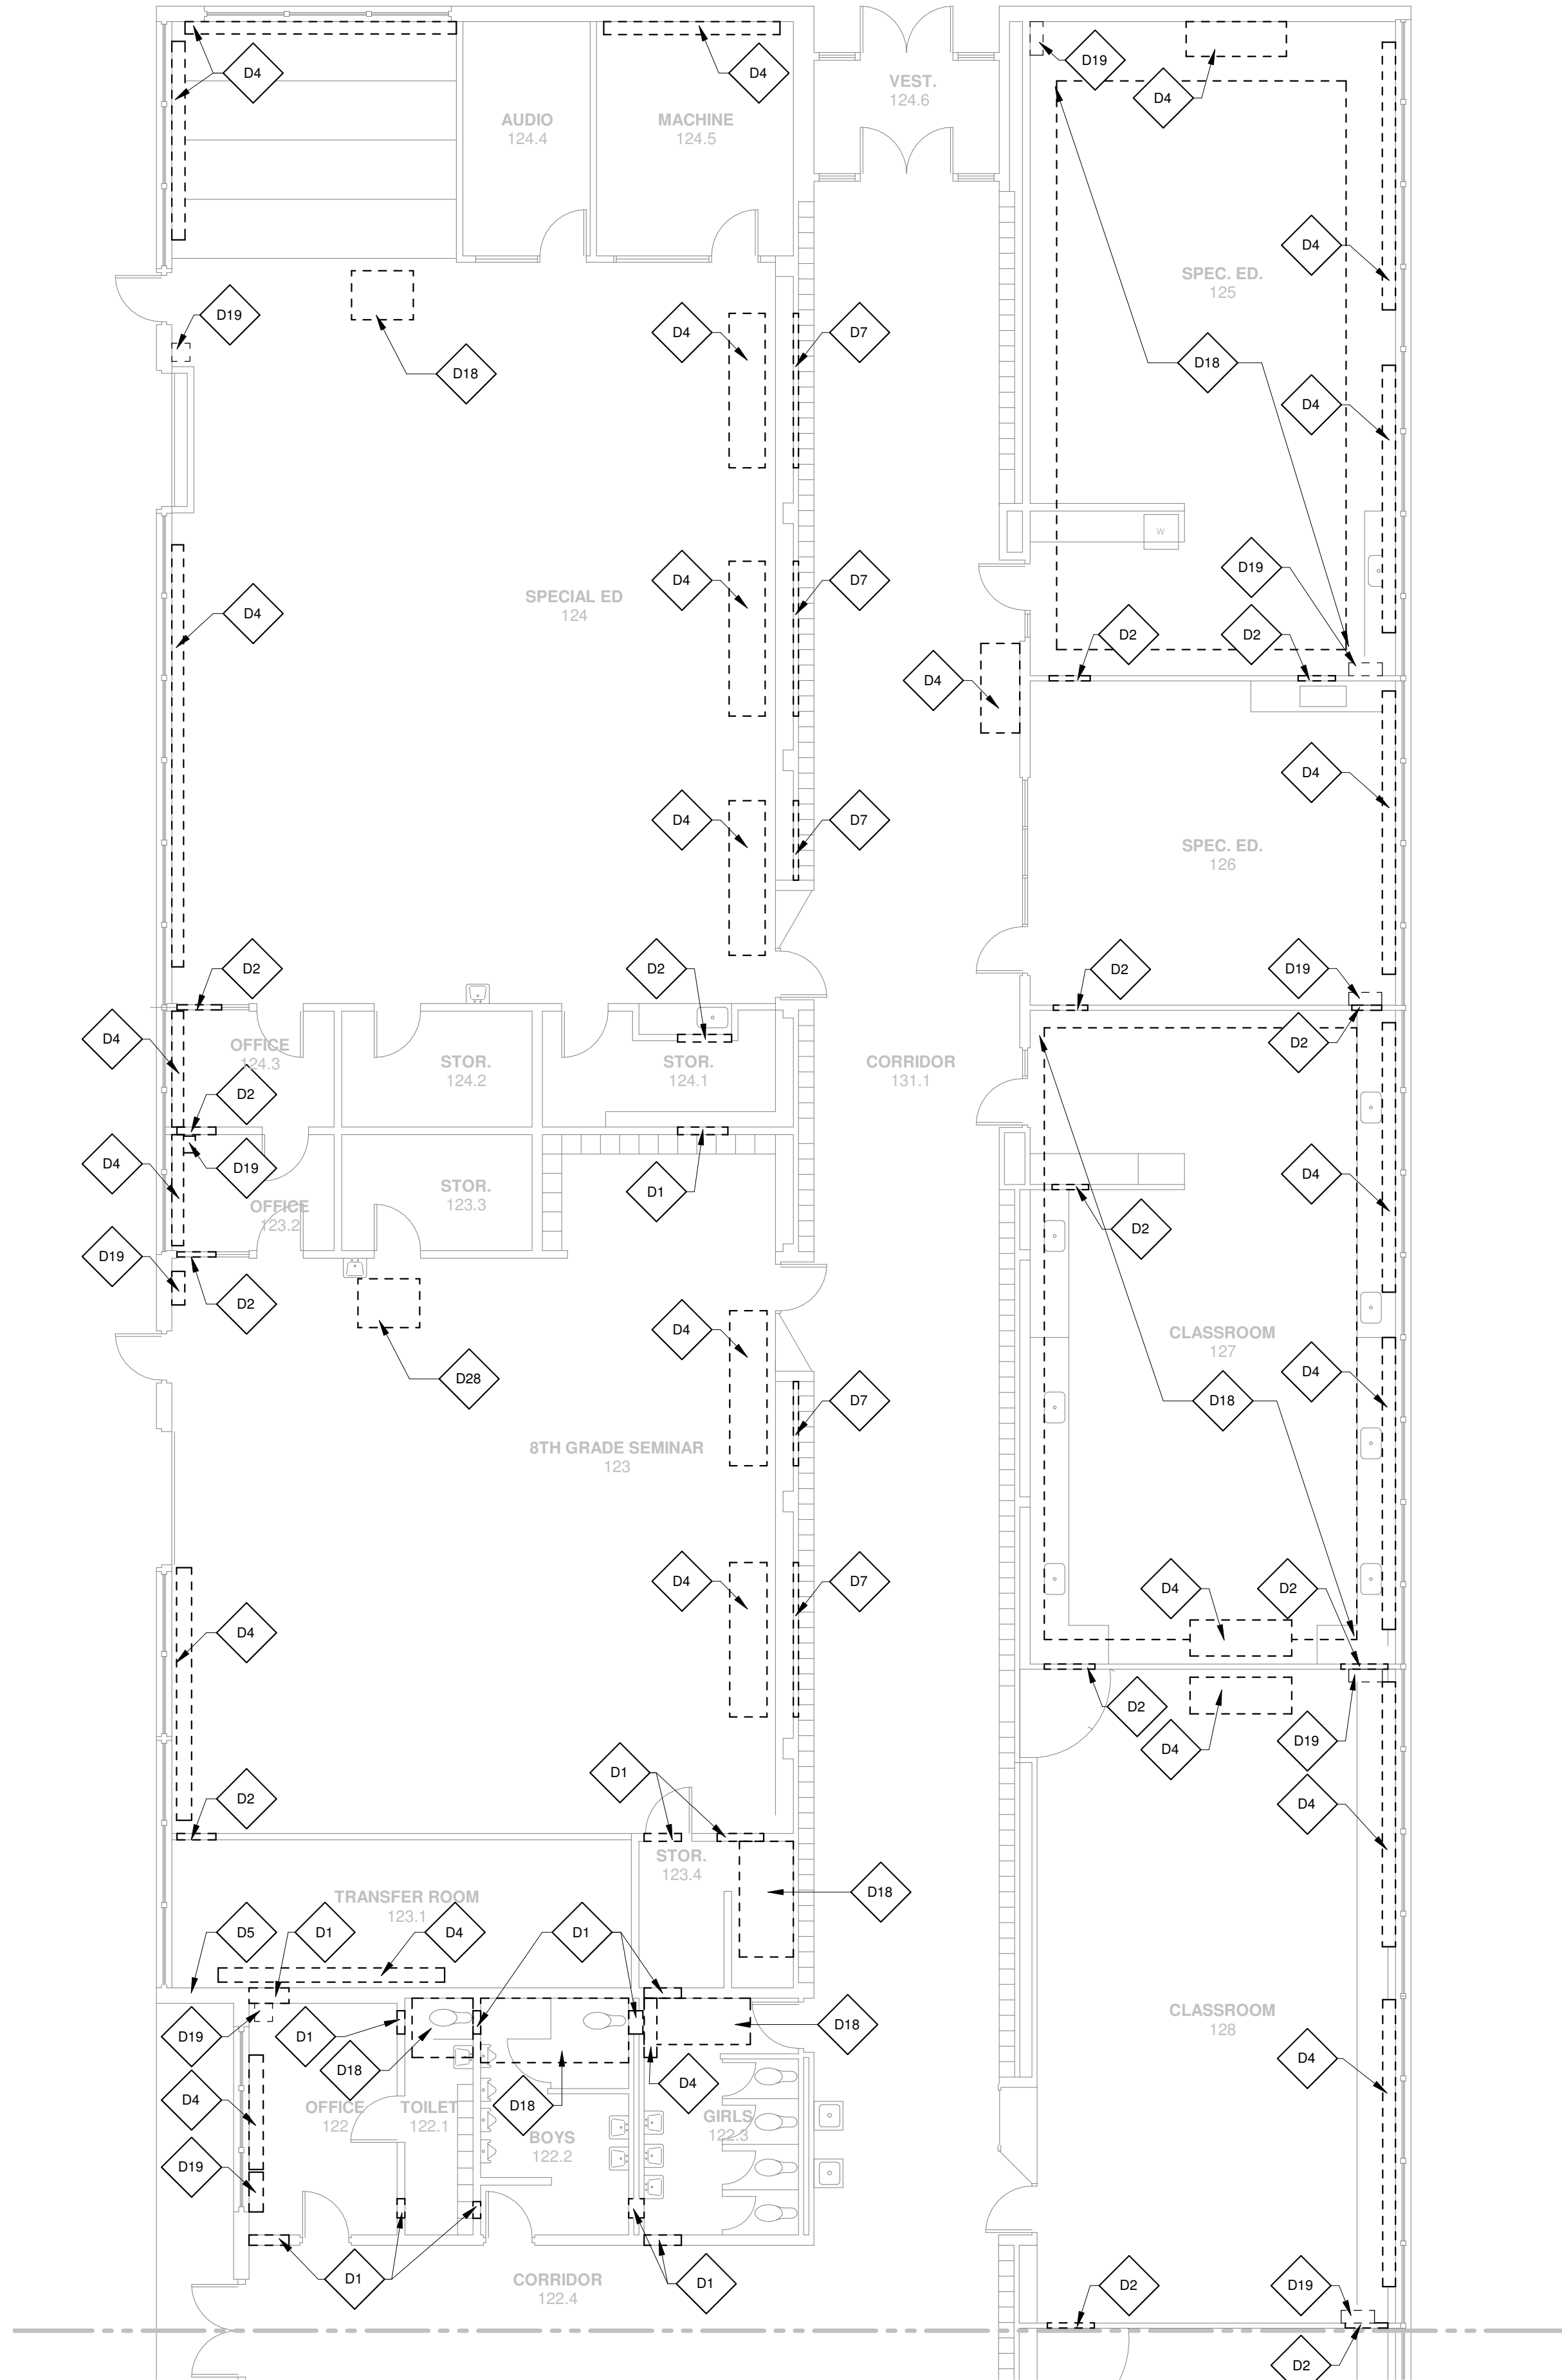 D4
D4
D19
D4
VEST.
124.6
AUDIO
124.4
MACHINE
124.5
D4
SPEC. ED.
125
D19
D4
D7
D18
D18
D4
W
D4
D7
D19
SPECIAL ED
124
D4
D2
D2
D4
D4
D4
D7
SPEC. ED.
126
D2
D2
D2
D19
D4
OFFICE
124.3
STOR.
124.2
STOR.
124.1
CORRIDOR
131.1
D2
D2
D4
D19
D1
D4
STOR.
123.3
OFFICE
123.2
D2
D19
D2
D4
CLASSROOM
127
D28
D4
D7
D18
8TH GRADE SEMINAR
123
D4
D7
D4
D2
D4
D2
D4
D19
D1
D2
D4
STOR.
123.4
TRANSFER ROOM
123.1
D18
D5
D1
D4
D1
CLASSROOM
128
D19
D1
D18
D18
D4
D4
D4
D18
OFFICE
122
TOILET
122.1
GIRLS
122.3
BOYS
122.2
D19
D1
D1
CORRIDOR
122.4
D2
D19
D2